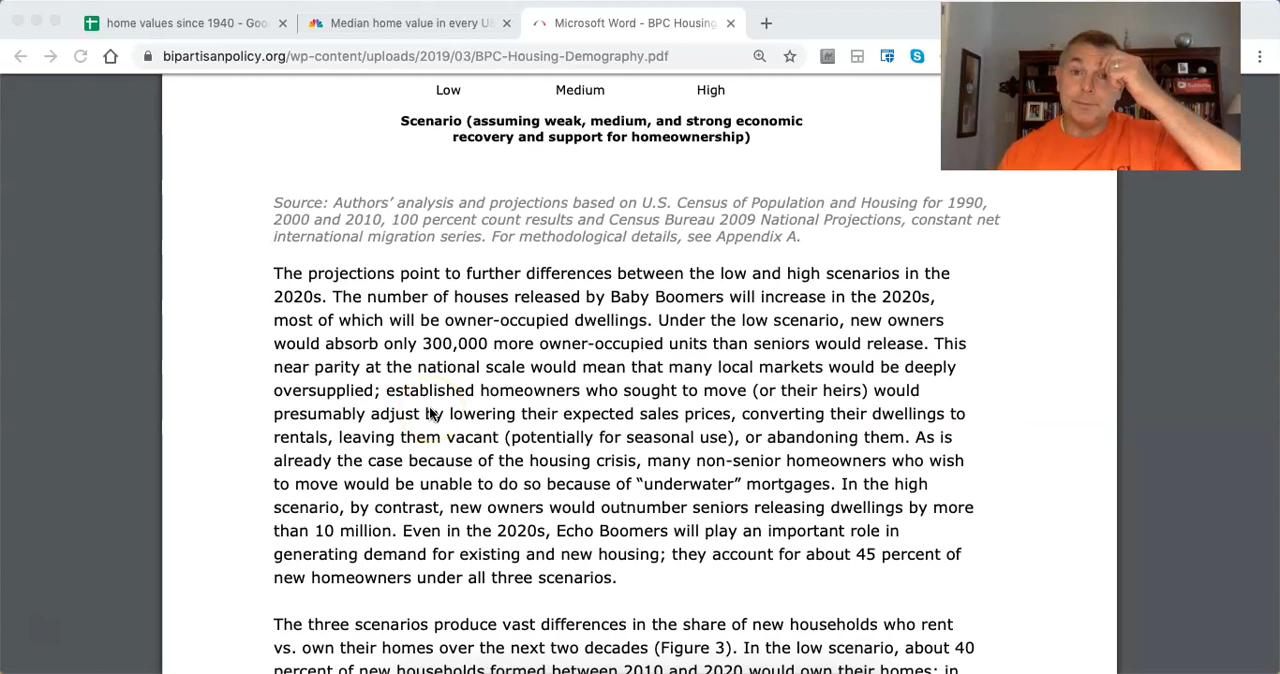 home values since 1940 - Goo
Median home value in every U
Microsoft Word - BPC Housing
bipartisanpolicy.org/wp-content/uploads/2019/03/BPC-Housing-Demography.pdf
Low Medium High
Scenario (assuming weak, medium, and strong economic
recovery and support for homeownership)
Source: Authors’ analysis and projections based on U.S. Census of Population and Housing for 1990,
2000 and 2010, 100 percent count results and Census Bureau 2009 National Projections, constant net
international migration series. For methodological details, see Appendix A.
The projections point to further differences between the low and high scenarios in the
2020s. The number of houses released by Baby Boomers will increase in the 2020s,
most of which will be owner-occupied dwellings. Under the low scenario, new owners
would absorb only 300,000 more owner-occupied units than seniors would release. This
near parity at the national scale would mean that many local markets would be deeply
oversupplied; established homeowners who sought to move (or their heirs) would
presumably adjust by lowering their expected sales prices, converting their dwellings to
rentals, leaving them vacant (potentially for seasonal use), or abandoning them. As is
already the case because of the housing crisis, many non-senior homeowners who wish
to move would be unable to do so because of “underwater” mortgages. In the high
scenario, by contrast, new owners would outnumber seniors releasing dwellings by more
than 10 million. Even in the 2020s, Echo Boomers will play an important role in
generating demand for existing and new housing; they account for about 45 percent of
new homeowners under all three scenarios.
The three scenarios produce vast differences in the share of new households who rent
vs. own their homes over the next two decades (Figure 3). In the low scenario, about 40
percent of new households formed between 2010 and 2020 would own their homes; in